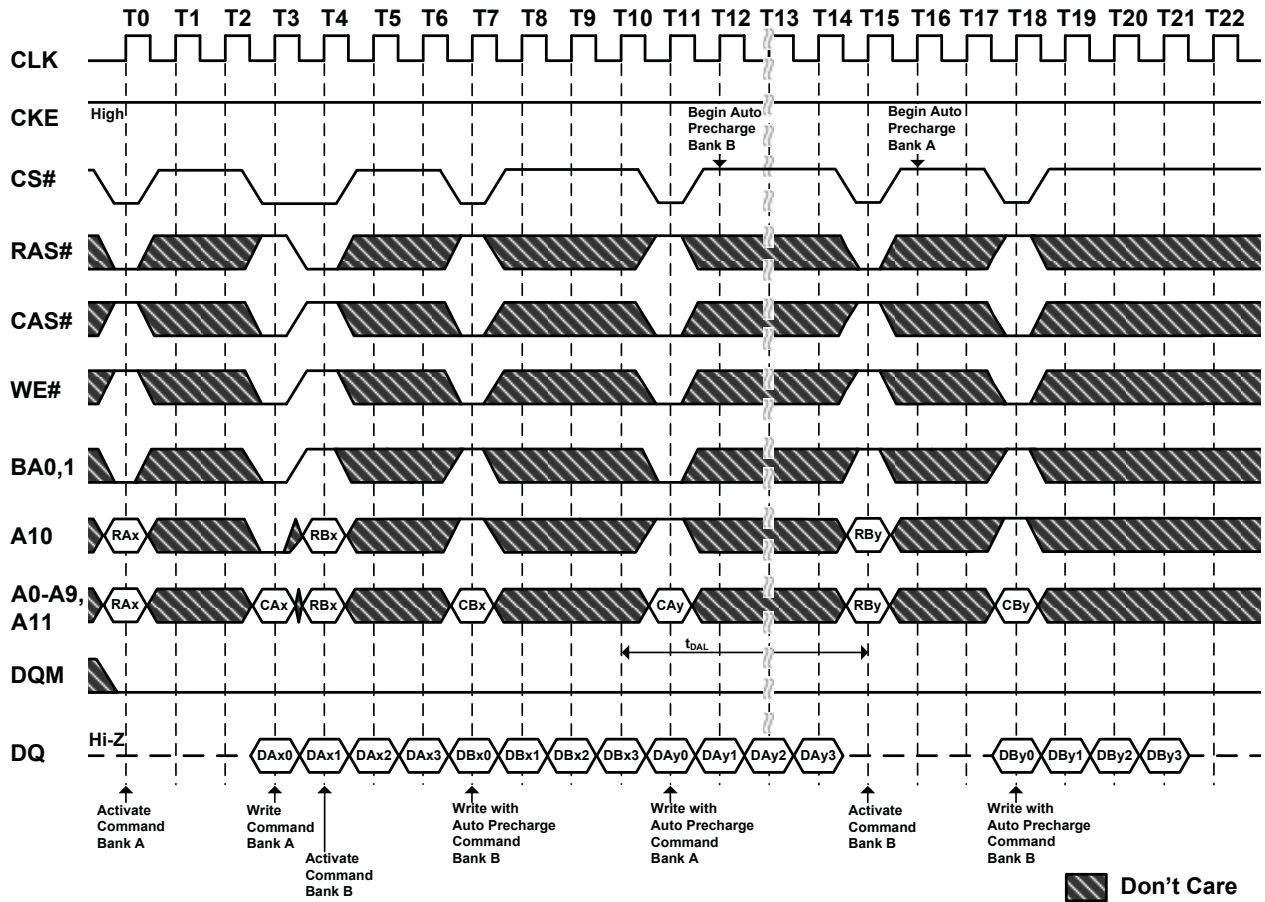 T0 T1 T2 T3 T4 T5 T6 T7 T8 T9 T10 T11 T12 T13 T14 T15 T16 T17 T18 T19 T20 T21 T22
CLK
CKE
High
Begin Auto
Precharge
Bank B
Begin Auto
Precharge
Bank A
CS#
RAS#
CAS#
WE#
BA0,1
A10
RAx RBx RBy
A0-A9,
A11
RAx CAx RBx CBx CAy RBy CBy
tDAL
DQM
DQ
Hi-Z
DAx0 DAx1 DAx2 DAx3 DBx0 DBx1 DBx2 DBx3 DAy0 DAy1 DAy2 DAy3 DBy0 DBy1 DBy2 DBy3
Activate
Command
Bank A
Write
Command
Bank A
Activate
Command
Bank B
Write with
Auto Precharge
Command
Bank B
Write with
Auto Precharge
Command
Bank A
Activate
Command
Bank B
Write with
Auto Precharge
Command
Bank B
Don't Care